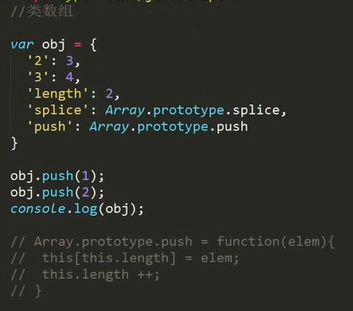 //类数组
var obj = {
  '2': 3,
  '3': 4,
  'length': 2,
  'splice': Array.prototype.splice,
  'push': Array.prototype.push
}
obj.push(1);
obj.push(2);
console.log(obj);
// Array.prototype.push = function(elem){
//  this[this.length] = elem;
//  this.length ++;
// }